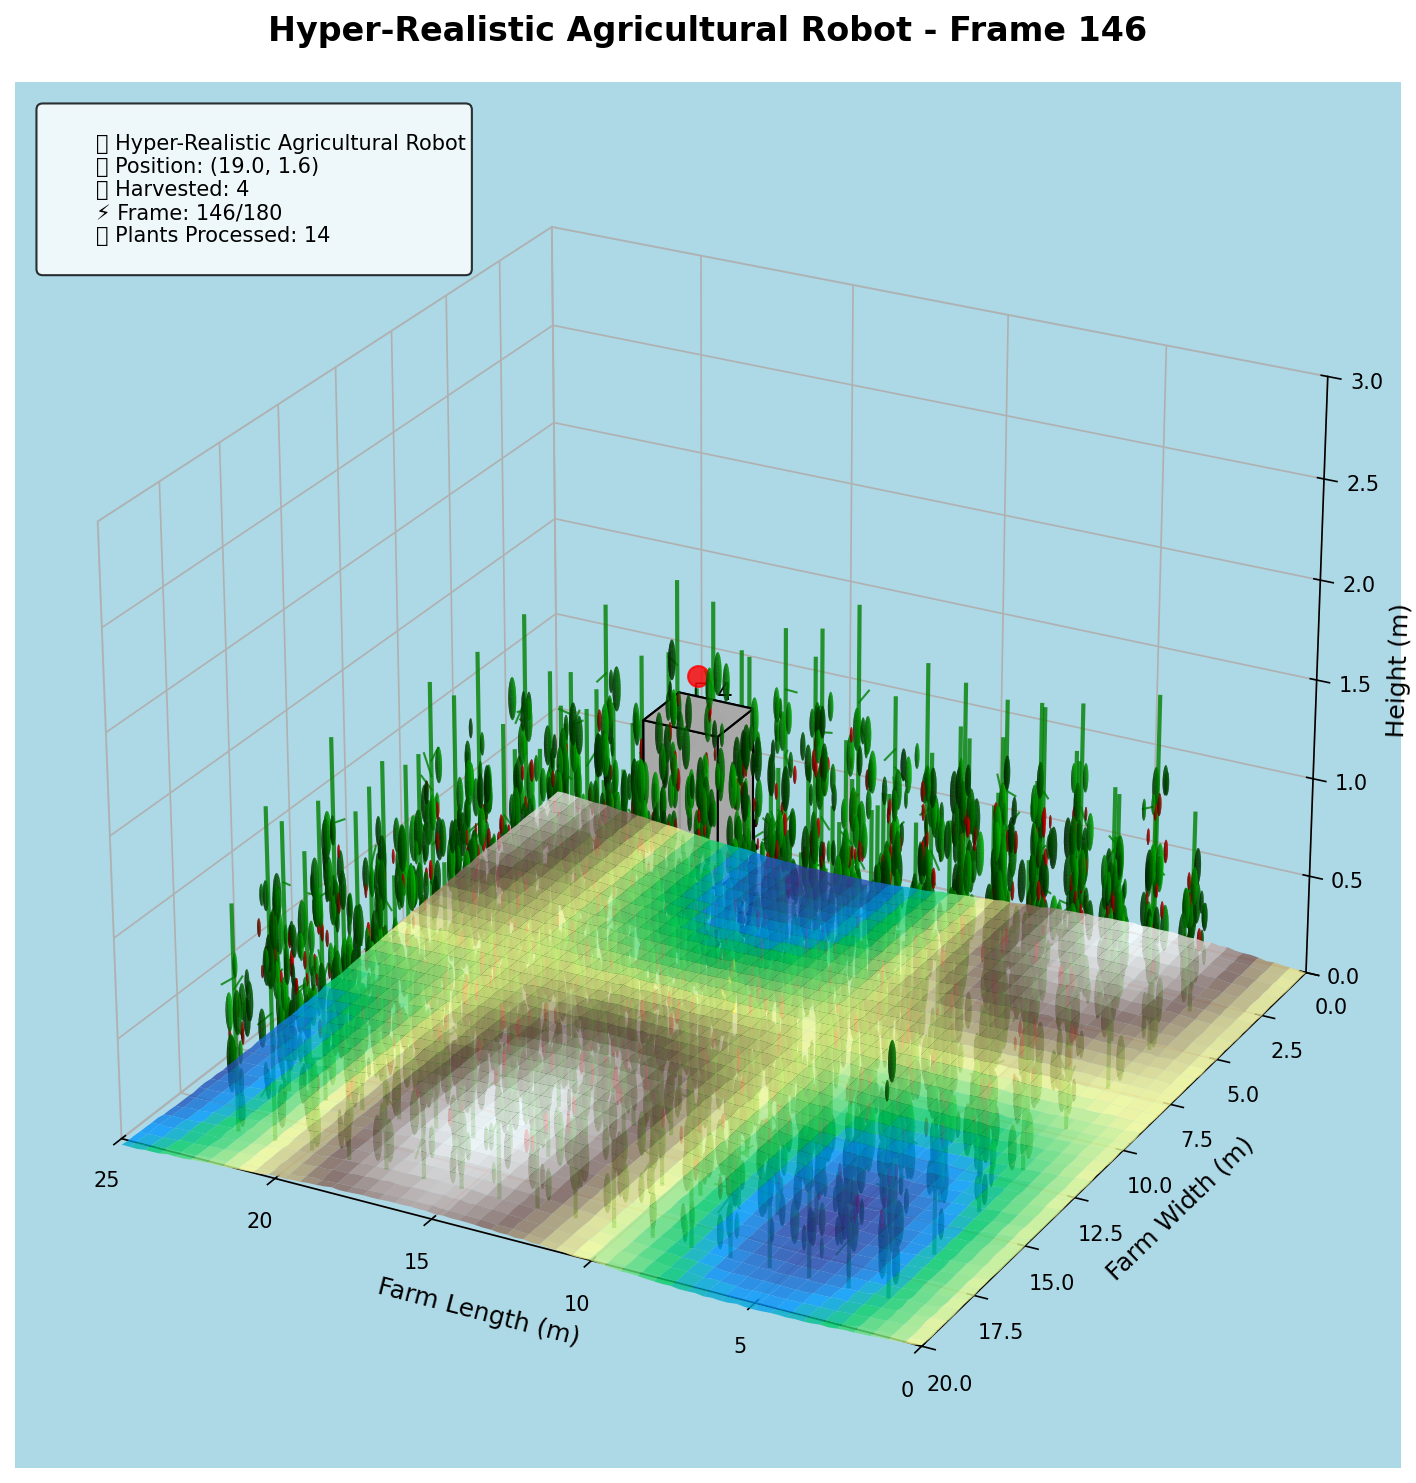 Hyper-Realistic Agricultural Robot - Frame 146
Hyper-Realistic Agricultural Robot
Position: (19.0, 1.6)
Harvested: 4
⚡ Frame: 146/180
Plants Processed: 14
4
3.0
2.5
2.0
1.5
1.0
0.5
0.0
Height (m)
0.0
2.5
5.0
7.5
10.0
12.5
15.0
17.5
20.0
Farm Width (m)
25
20
15
10
5
0
Farm Length (m)